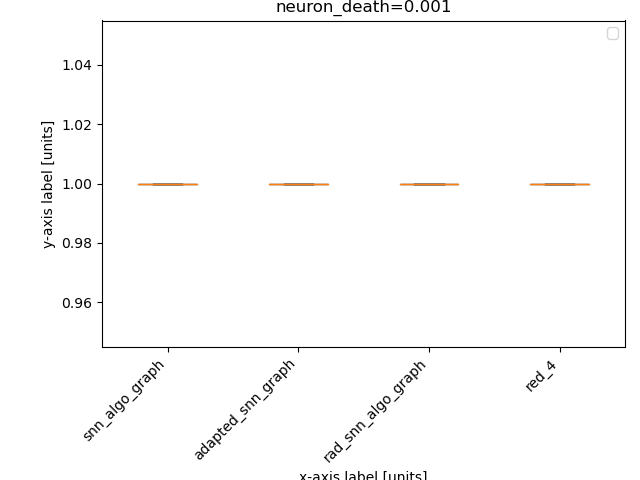 neuron_death=0.001
1.04
1.02
1.00
0.98
0.96
y-axis label [units]
snn_algo_graph
adapted_snn_graph
rad_snn_algo_graph
red_4
x-axis label [units]